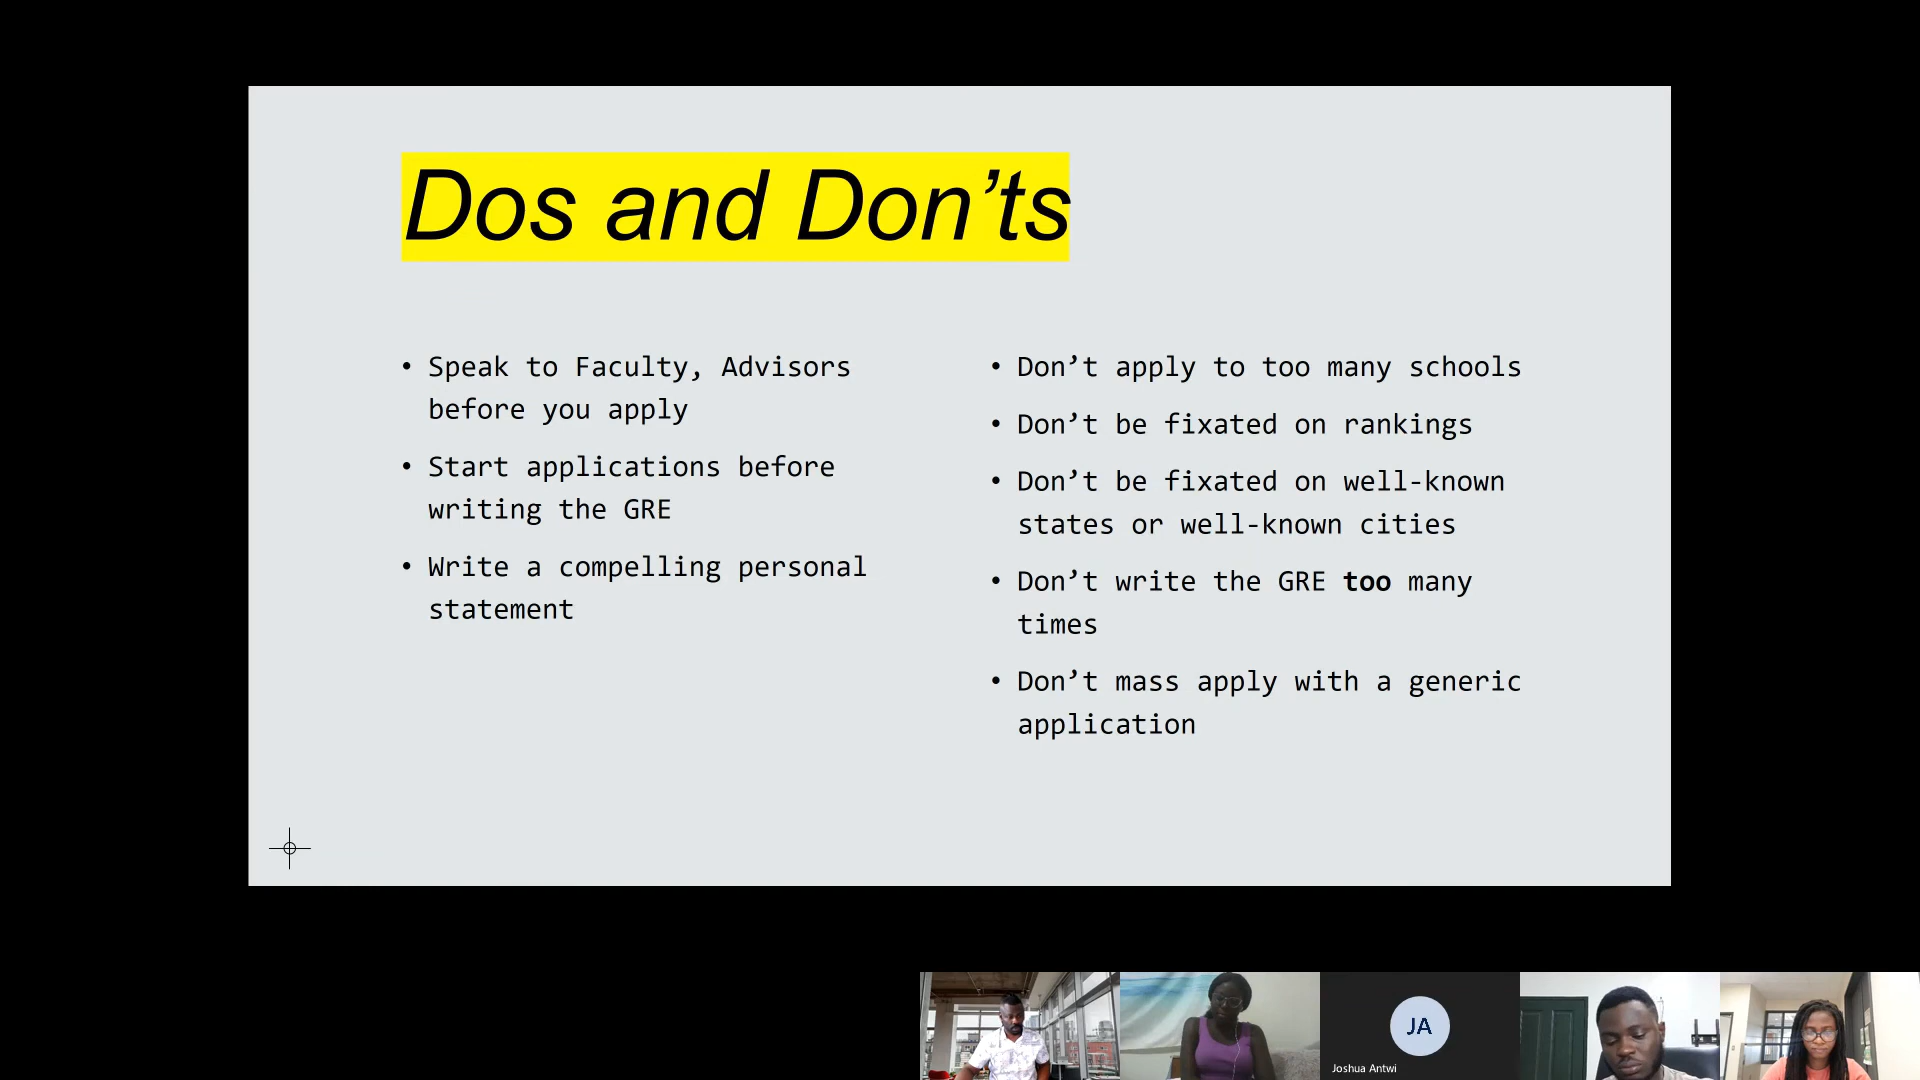 Dos and Don’ts
• Speak to Faculty, Advisors
before you apply
• Start applications before
writing the GRE
• Write a compelling personal
statement
• Don’t apply to too many schools
• Don’t be fixated on rankings
• Don’t be fixated on well-known
states or well-known cities
• Don’t write the GRE too many
times
• Don’t mass apply with a generic
application
JA
Joshua Antwi